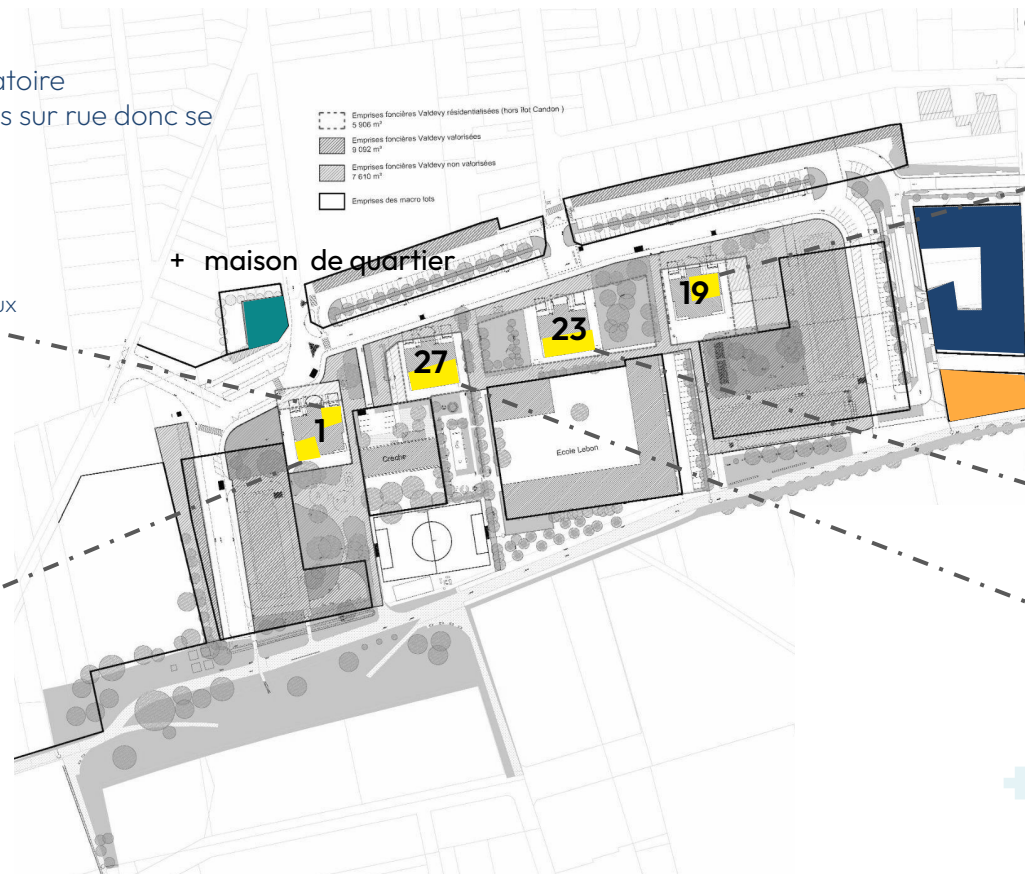 atoire
s sur rue donc se
Emprises foncières Valdevy résidentialisées (hors îlot Candon )
5 906 m²
Emprises foncières Valdevy valorisées
9 092 m²
Emprises foncières Valdevy non valorisées
7 610 m²
Emprises des macro lots
+ maison de quartier
ux
19
23
27
1
Ecole Lebon
Crèche